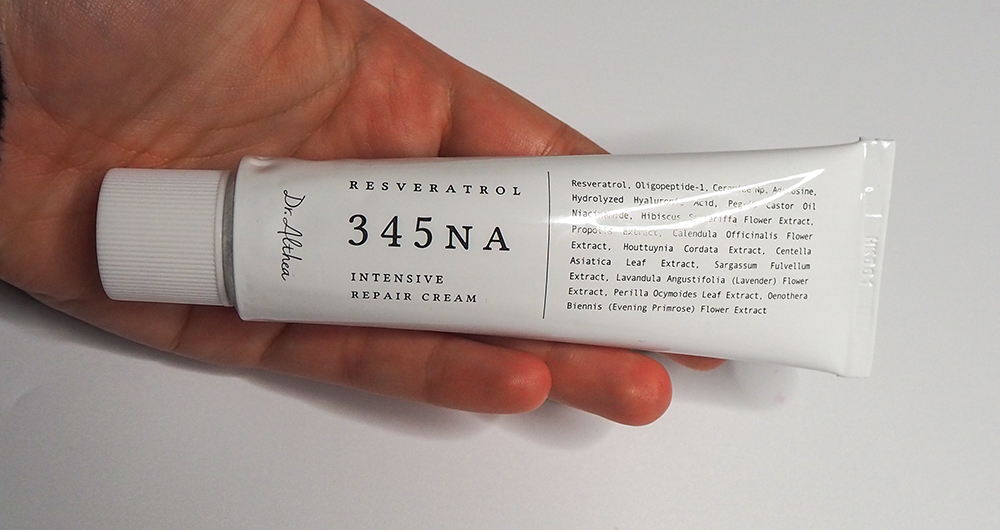 Dr. Althea
RESVERATROL
345NA
INTENSIVE
REPAIR CREAM
Resveratrol, Oligopeptide-1, Ceramide Np, Adenosine,
Hydrolyzed Hyaluronic Acid, Castor Oil
Niacinamide, Hibiscus Sabdariffa Flower Extract,
Propolis Extract, Calendula Officinalis Flower
Extract, Houttuynia Cordata Extract, Centella
Asiatica Leaf Extract, Sargassum Fulvellum
Extract, Lavandula Angustifolia (Lavender) Flower
Extract, Perilla Ocymoides Leaf Extract, Oenothera
Biennis (Evening Primrose) Flower Extract